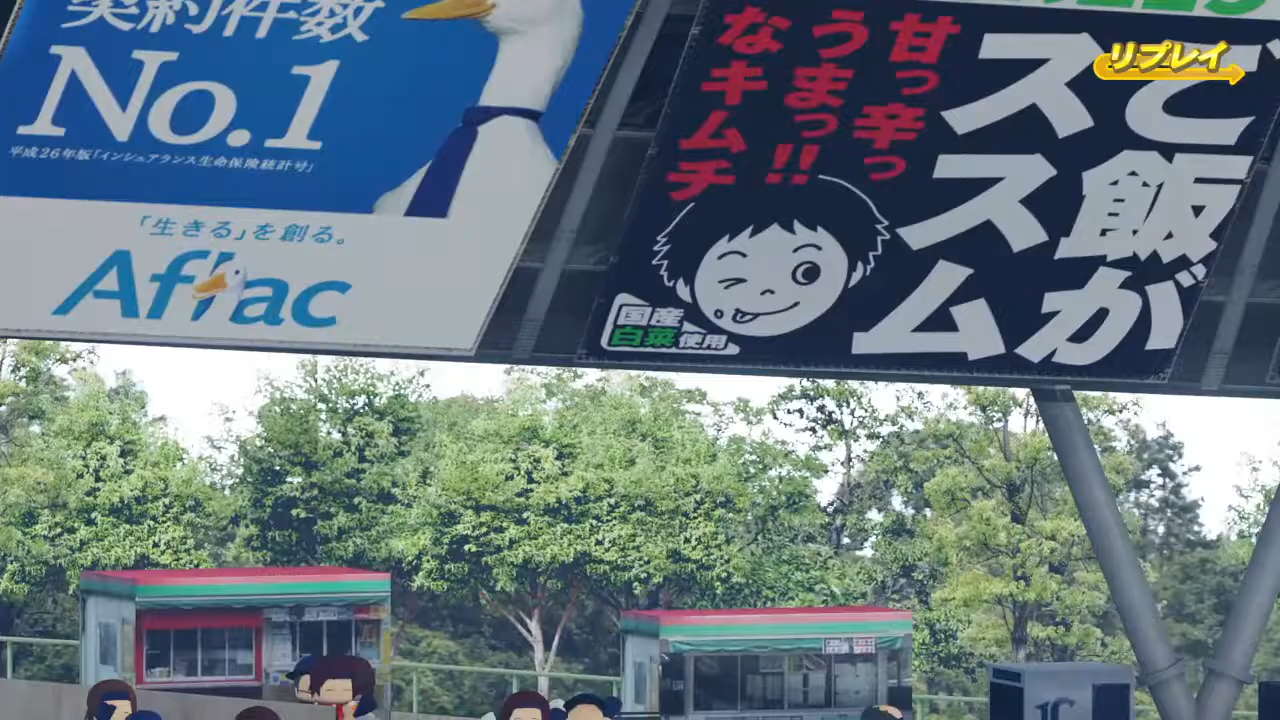 契約件数
No.1
平成26年版「インシュアランス生命保険統計号」
「生きる」を創る。
Aflac
ご飯が
ススム
甘っ辛っ
うまっ!!
なキムチ
国産
白菜使用
リプレイ